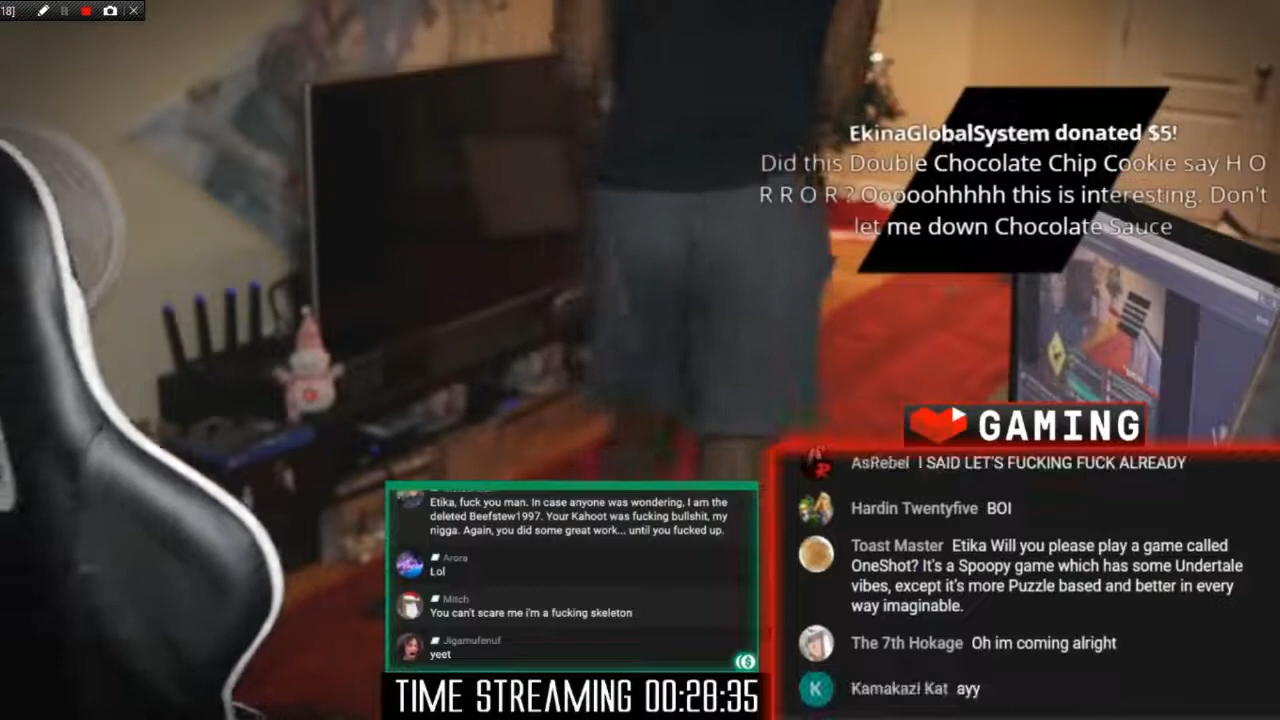 18]
EkinaGlobalSystem donated $5!
Did this Double Chocolate Chip Cookie say H O
R R O R ? Ooooohhhhh this is interesting. Don't
let me down Chocolate Sauce
GAMING
AsRebel I SAID LET'S FUCKING FUCK ALREADY
Hardin Twentyfive BOI
Toast Master Etika Will you please play a game called
OneShot? It's a Spoopy game which has some Undertale
vibes, except it's more Puzzle based and better in every
way imaginable.
The 7th Hokage Oh im coming alright
K
Kamakazi Kat ayy
Etika, fuck you man. In case anyone was wondering, I am the
deleted Beefstew1997. Your Kahoot was fucking bullshit, my
nigga. Again, you did some great work... until you fucked up.
Arora
Lol
Mitch
You can't scare me i'm a fucking skeleton
Jigamufenuf
yeet
TIME STREAMING 00:28:35